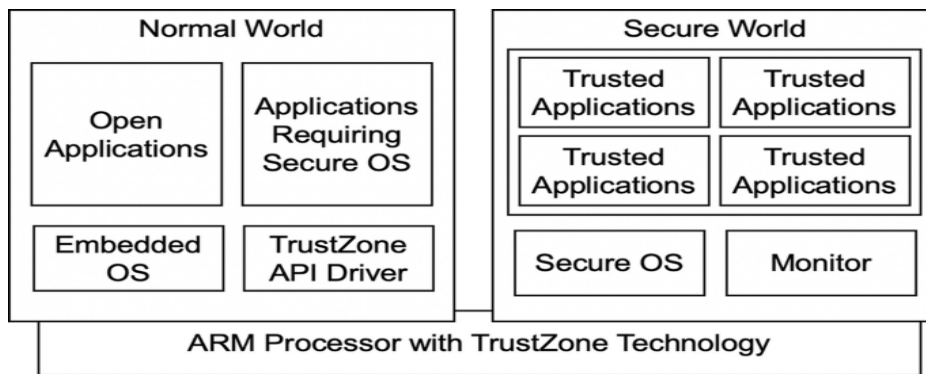 Normal World
Open
Applications
Applications
Requiring
Secure OS
Embedded
OS
TrustZone
API Driver
Secure World
Trusted
Applications
Trusted
Applications
Trusted
Applications
Trusted
Applications
Secure OS
Monitor
ARM Processor with TrustZone Technology